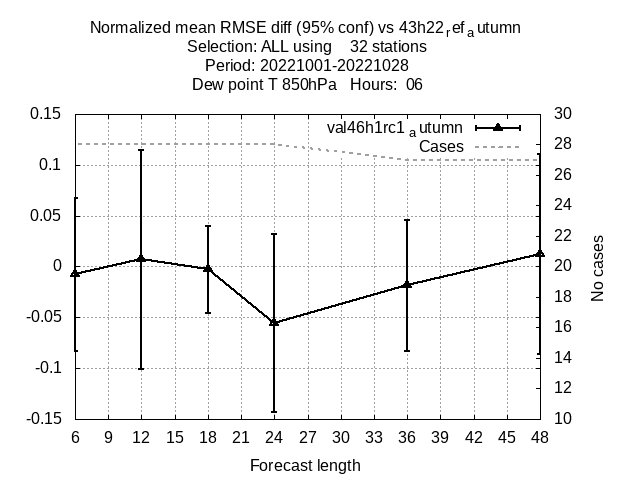 Normalized mean RMSE diff (95% conf) vs 43h22refautumn
Selection: ALL using    32 stations
Period: 20221001-20221028
Dew point T 850hPa   Hours:  06
0.15
0.1
0.05
0
-0.05
-0.1
-0.15
30
28
26
24
22
20
18
16
14
12
10
val46h1rc1autumn
Cases
No cases
6 9 12 15 18 21 24 27 30 33 36 39 42 45 48
Forecast length